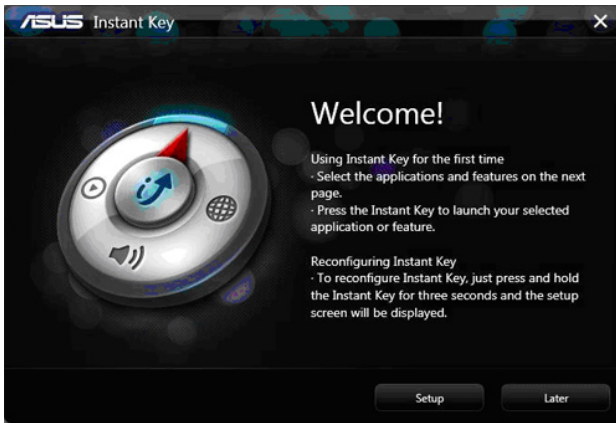 ASUS Instant Key
Welcome!
Using Instant Key for the first time
· Select the applications and features on the next
page.
· Press the Instant Key to launch your selected
application or feature.
Reconfiguring Instant Key
· To reconfigure Instant Key, just press and hold
the Instant Key for three seconds and the setup
screen will be displayed.
Setup Later